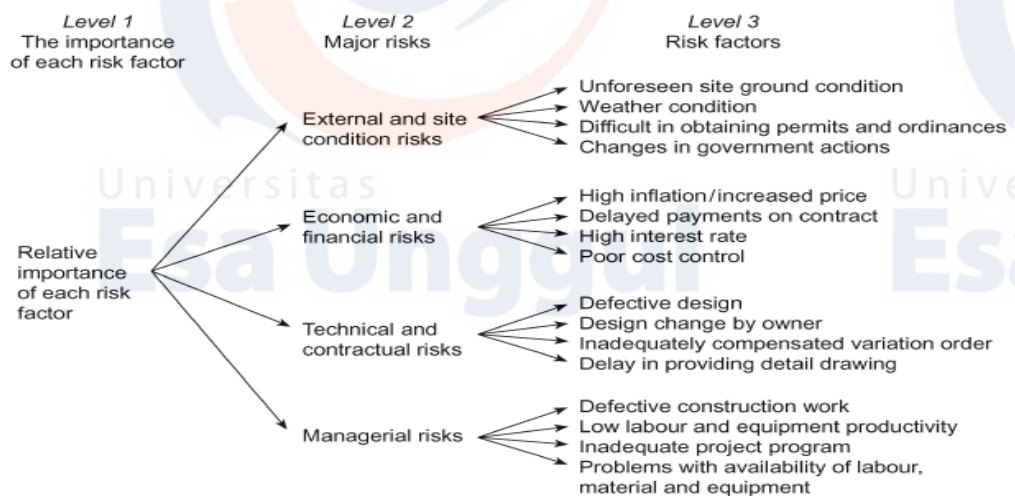 Level 1
The importance
of each risk factor
Level 2
Major risks
Level 3
Risk factors
Relative
importance
of each risk
factor
External and site
condition risks
Unforeseen site ground condition
Weather condition
Difficult in obtaining permits and ordinances
Changes in government actions
Economic and
financial risks
High inflation/increased price
Delayed payments on contract
High interest rate
Poor cost control
Technical and
contractual risks
Defective design
Design change by owner
Inadequately compensated variation order
Delay in providing detail drawing
Managerial risks
Defective construction work
Low labour and equipment productivity
Inadequate project program
Problems with availability of labour,
material and equipment
Universitas
Esa Unggul
Univ
Esa